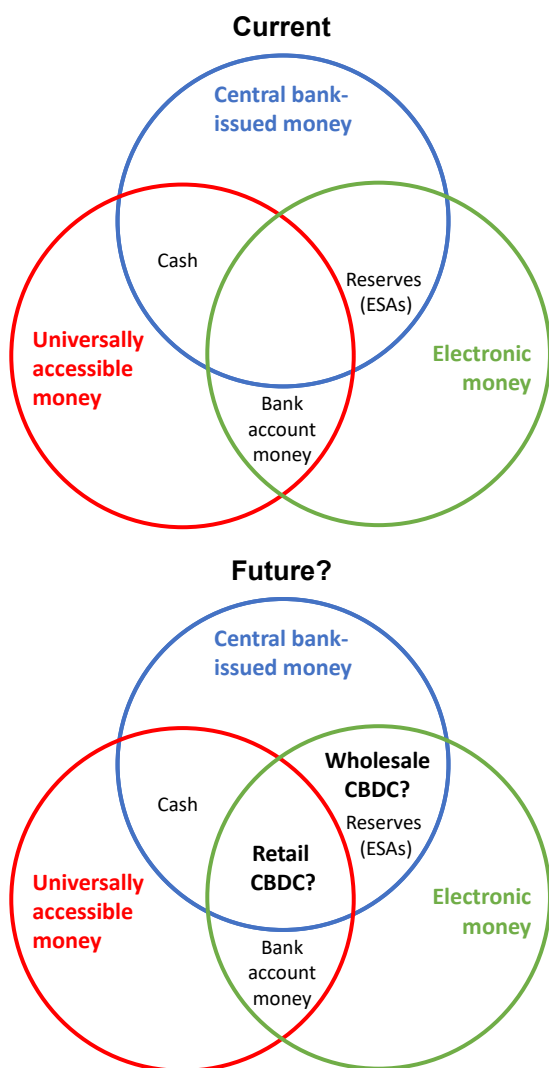 Current
Central bank-
issued money
Cash
Reserves
(ESAs)
Universally
accessible
money
Electronic
money
Bank
account
money
Future?
Central bank-
issued money
Wholesale
CBDC?
Cash
Reserves
(ESAs)
Retail
CBDC?
Universally
accessible
money
Electronic
money
Bank
account
money